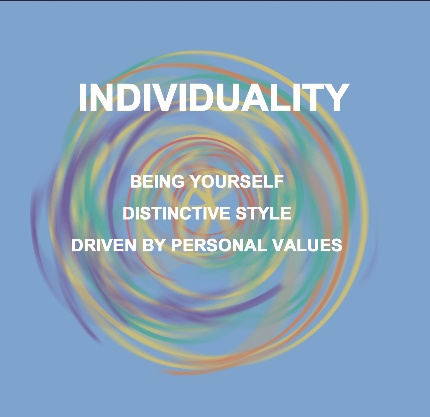 INDIVIDUALITY
BEING YOURSELF
DISTINCTIVE STYLE
DRIVEN BY PERSONAL VALUES